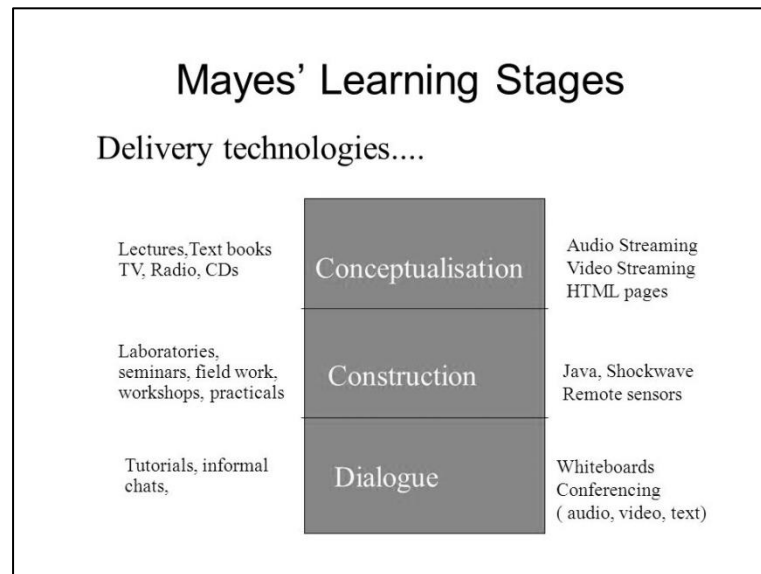 Mayes’ Learning Stages
Delivery technologies....
Lectures,Text books
TV, Radio, CDs
Conceptualisation
Audio Streaming
Video Streaming
HTML pages
Laboratories,
seminars, field work,
workshops, practicals
Construction
Java, Shockwave
Remote sensors
Tutorials, informal
chats,
Dialogue
Whiteboards
Conferencing
( audio, video, text)